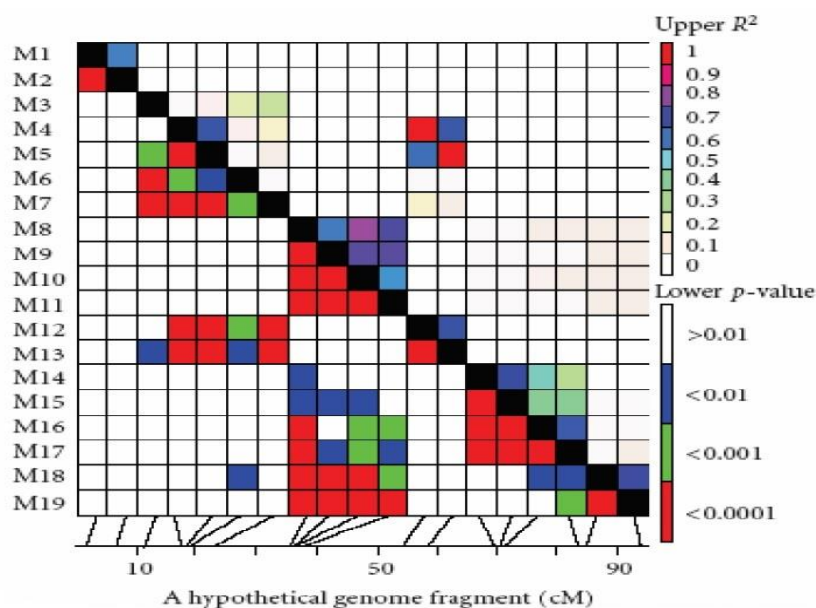 Upper R²
M1
M2
M3
M4
M5
M6
M7
M8
M9
M10
M11
M12
M13
M14
M15
M16
M17
M18
M19
1
0.9
0.8
0.7
0.6
0.5
0.4
0.3
0.2
0.1
0
Lower p-value
>0.01
<0.01
<0.001
<0.0001
10 50 90
A hypothetical genome fragment (cM)